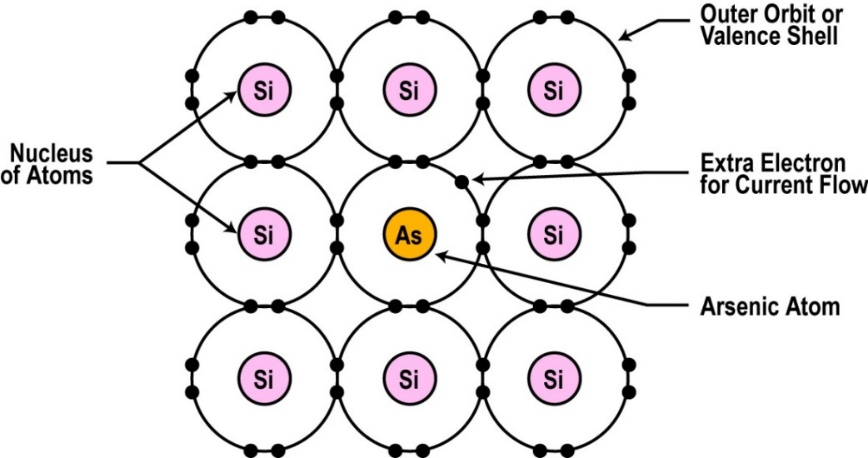 Outer Orbit or
Valence Shell
Si
Si
Si
Nucleus
of Atoms
Extra Electron
for Current Flow
Si
As
Si
Arsenic Atom
Si
Si
Si